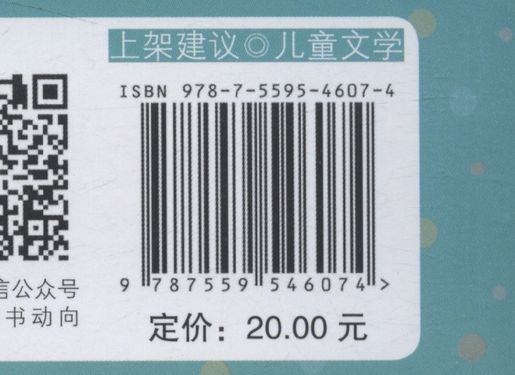 上架建议◎儿童文学
ISBN 978-7-5595-4607-4
9 787559 546074 >
定价：20.00 元
信公众号
书动向